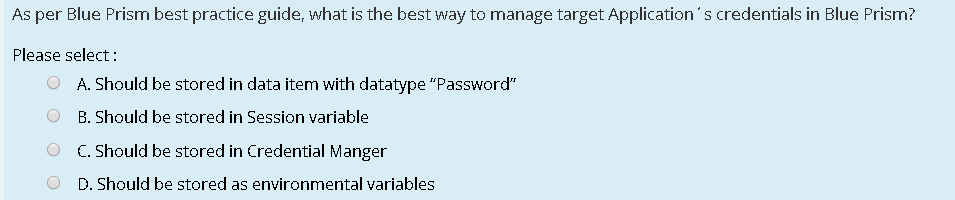 As per Blue Prism best practice guide, what is the best way to manage target Application´s credentials in Blue Prism?
Please select:
A. Should be stored in data item with datatype “Password”
B. Should be stored in Session variable
C. Should be stored in Credential Manger
D. Should be stored as environmental variables